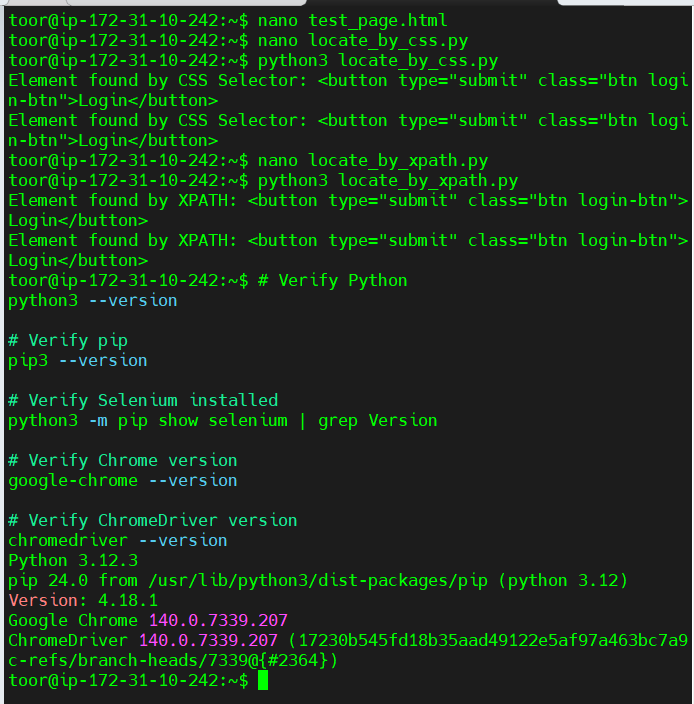 toor@ip-172-31-10-242:~$ nano test_page.html
toor@ip-172-31-10-242:~$ nano locate_by_css.py
toor@ip-172-31-10-242:~$ python3 locate_by_css.py
Element found by CSS Selector: <button type="submit" class="btn logi
n-btn">Login</button>
Element found by CSS Selector: <button type="submit" class="btn logi
n-btn">Login</button>
toor@ip-172-31-10-242:~$ nano locate_by_xpath.py
toor@ip-172-31-10-242:~$ python3 locate_by_xpath.py
Element found by XPATH: <button type="submit" class="btn login-btn">
Login</button>
Element found by XPATH: <button type="submit" class="btn login-btn">
Login</button>
toor@ip-172-31-10-242:~$ # Verify Python
python3 --version
# Verify pip
pip3 --version
# Verify Selenium installed
python3 -m pip show selenium | grep Version
# Verify Chrome version
google-chrome --version
# Verify ChromeDriver version
chromedriver --version
Python 3.12.3
pip 24.0 from /usr/lib/python3/dist-packages/pip (python 3.12)
Version: 4.18.1
Google Chrome 140.0.7339.207
ChromeDriver 140.0.7339.207 (17230b545fd18b35aad49122e5af97a463bc7a9
c-refs/branch-heads/7339@{#2364})
toor@ip-172-31-10-242:~$